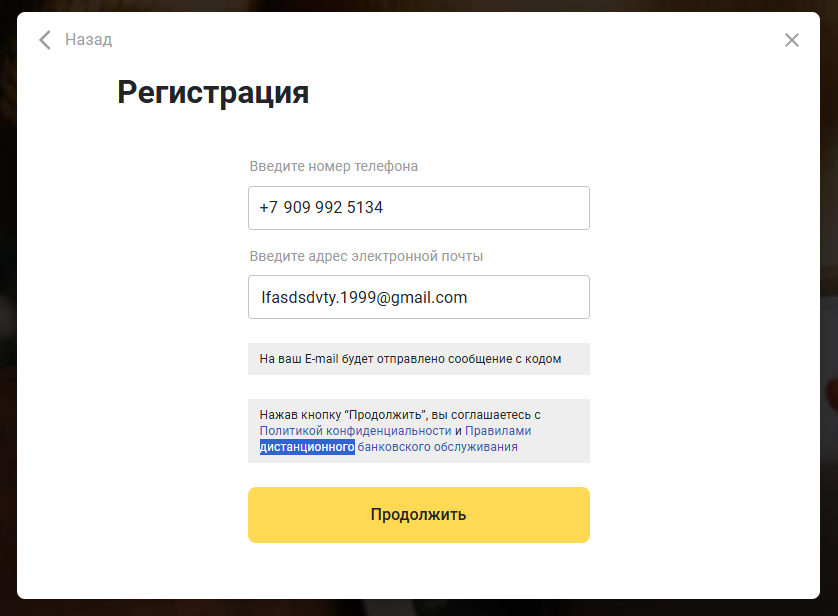 Назад
Регистрация
Введите номер телефона
+7 909 992 5134
Введите адрес электронной почты
lfasdsdvty.1999@gmail.com
На ваш E-mail будет отправлено сообщение с кодом
Нажав кнопку “Продолжить”, вы соглашаетесь с
Политикой конфиденциальности и Правилами
дистанционного банковского обслуживания
Продолжить